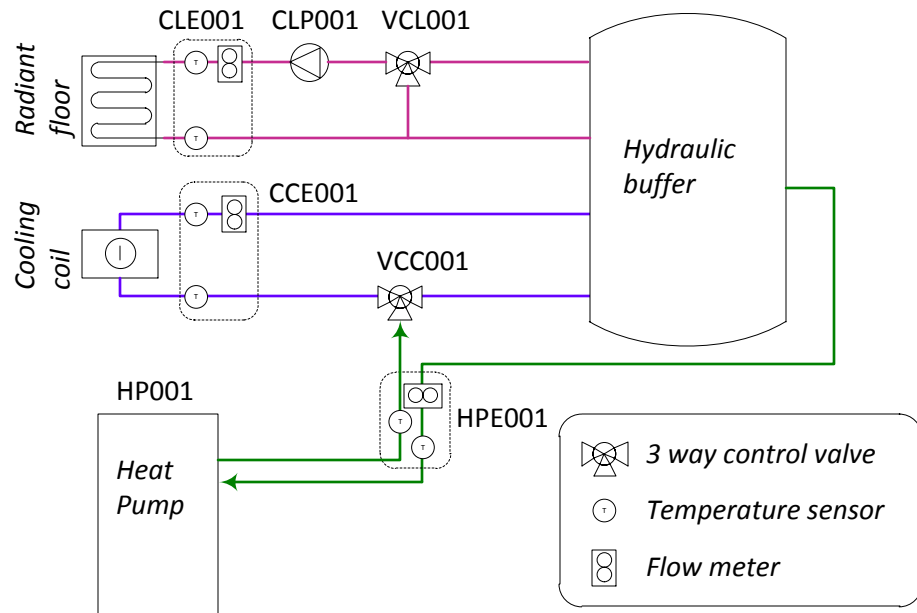 CLE001 CLP001 VCL001
Radiant
floor
T
T
Hydraulic
buffer
CCE001
Cooling
coil
T
T
VCC001
HP001
HPE001
Heat
Pump
T
T
3 way control valve
T Temperature sensor
Flow meter